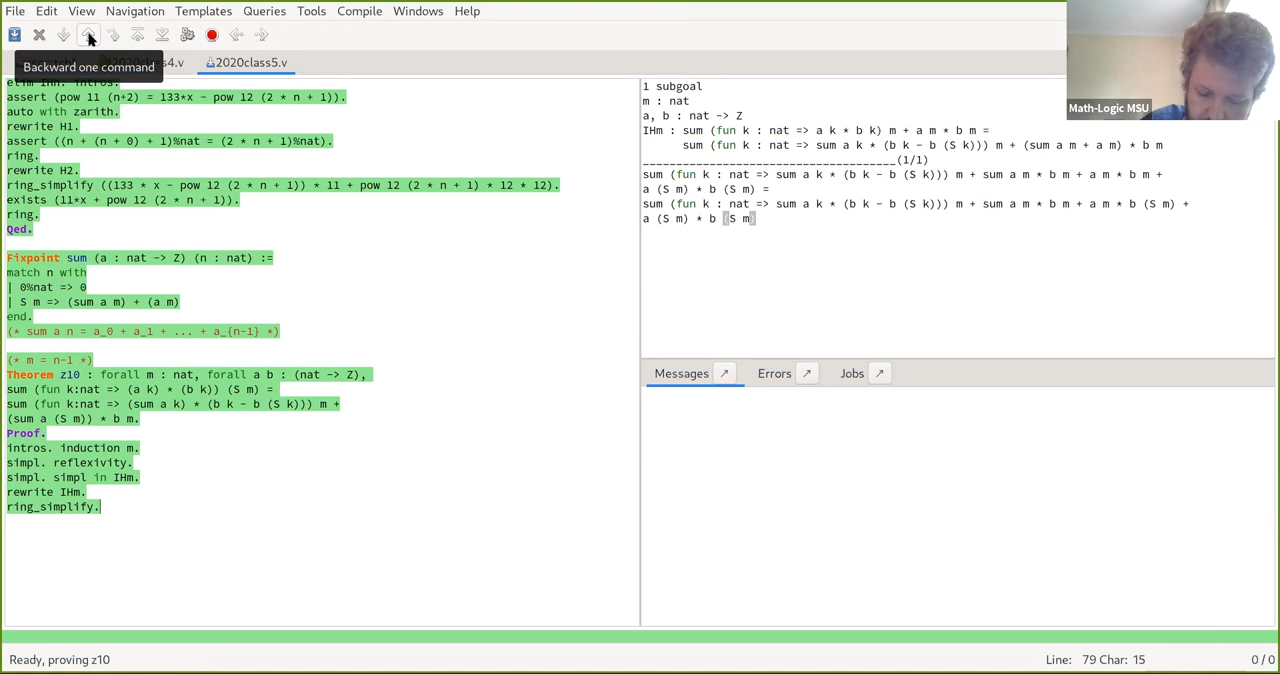 File Edit View Navigation Templates Queries Tools Compile Windows Help
Backward one command
4.v
2020class5.v
elim IHn. intros.
assert (pow 11 (n+2) = 133*x - pow 12 (2 * n + 1)).
auto with zarith.
rewrite H1.
assert ((n + (n + 0) + 1)%nat = (2 * n + 1)%nat).
ring.
rewrite H2.
ring_simplify ((133 * x - pow 12 (2 * n + 1)) * 11 + pow 12 (2 * n + 1) * 12 * 12).
exists (11*x + pow 12 (2 * n + 1)).
ring.
Qed.
Fixpoint sum (a : nat -> Z) (n : nat) :=
match n with
| 0%nat => 0
| S m => (sum a m) + (a m)
end.
(* sum a n = a_0 + a_1 + ... + a_{n-1} *)
(* m = n-1 *)
Theorem z10 : forall m : nat, forall a b : (nat -> Z),
sum (fun k:nat => (a k) * (b k)) (S m) =
sum (fun k:nat => (sum a k) * (b k - b (S k))) m +
(sum a (S m)) * b m.
Proof.
intros. induction m.
simpl. reflexivity.
simpl. simpl in IHm.
rewrite IHm.
ring_simplify.
1 subgoal
m : nat
a, b : nat -> Z
IHm : sum (fun k : nat => a k * b k) m + a m * b m =
sum (fun k : nat => sum a k * (b k - b (S k))) m + (sum a m + a m) * b m
______________________________________(1/1)
sum (fun k : nat => sum a k * (b k - b (S k))) m + sum a m * b m + a m * b m +
a (S m) * b (S m) =
sum (fun k : nat => sum a k * (b k - b (S k))) m + sum a m * b m + a m * b (S m) +
a (S m) * b (S m)
Messages Errors Jobs
Math-Logic MSU
Ready, proving z10
Line: 79 Char: 15
0 / 0